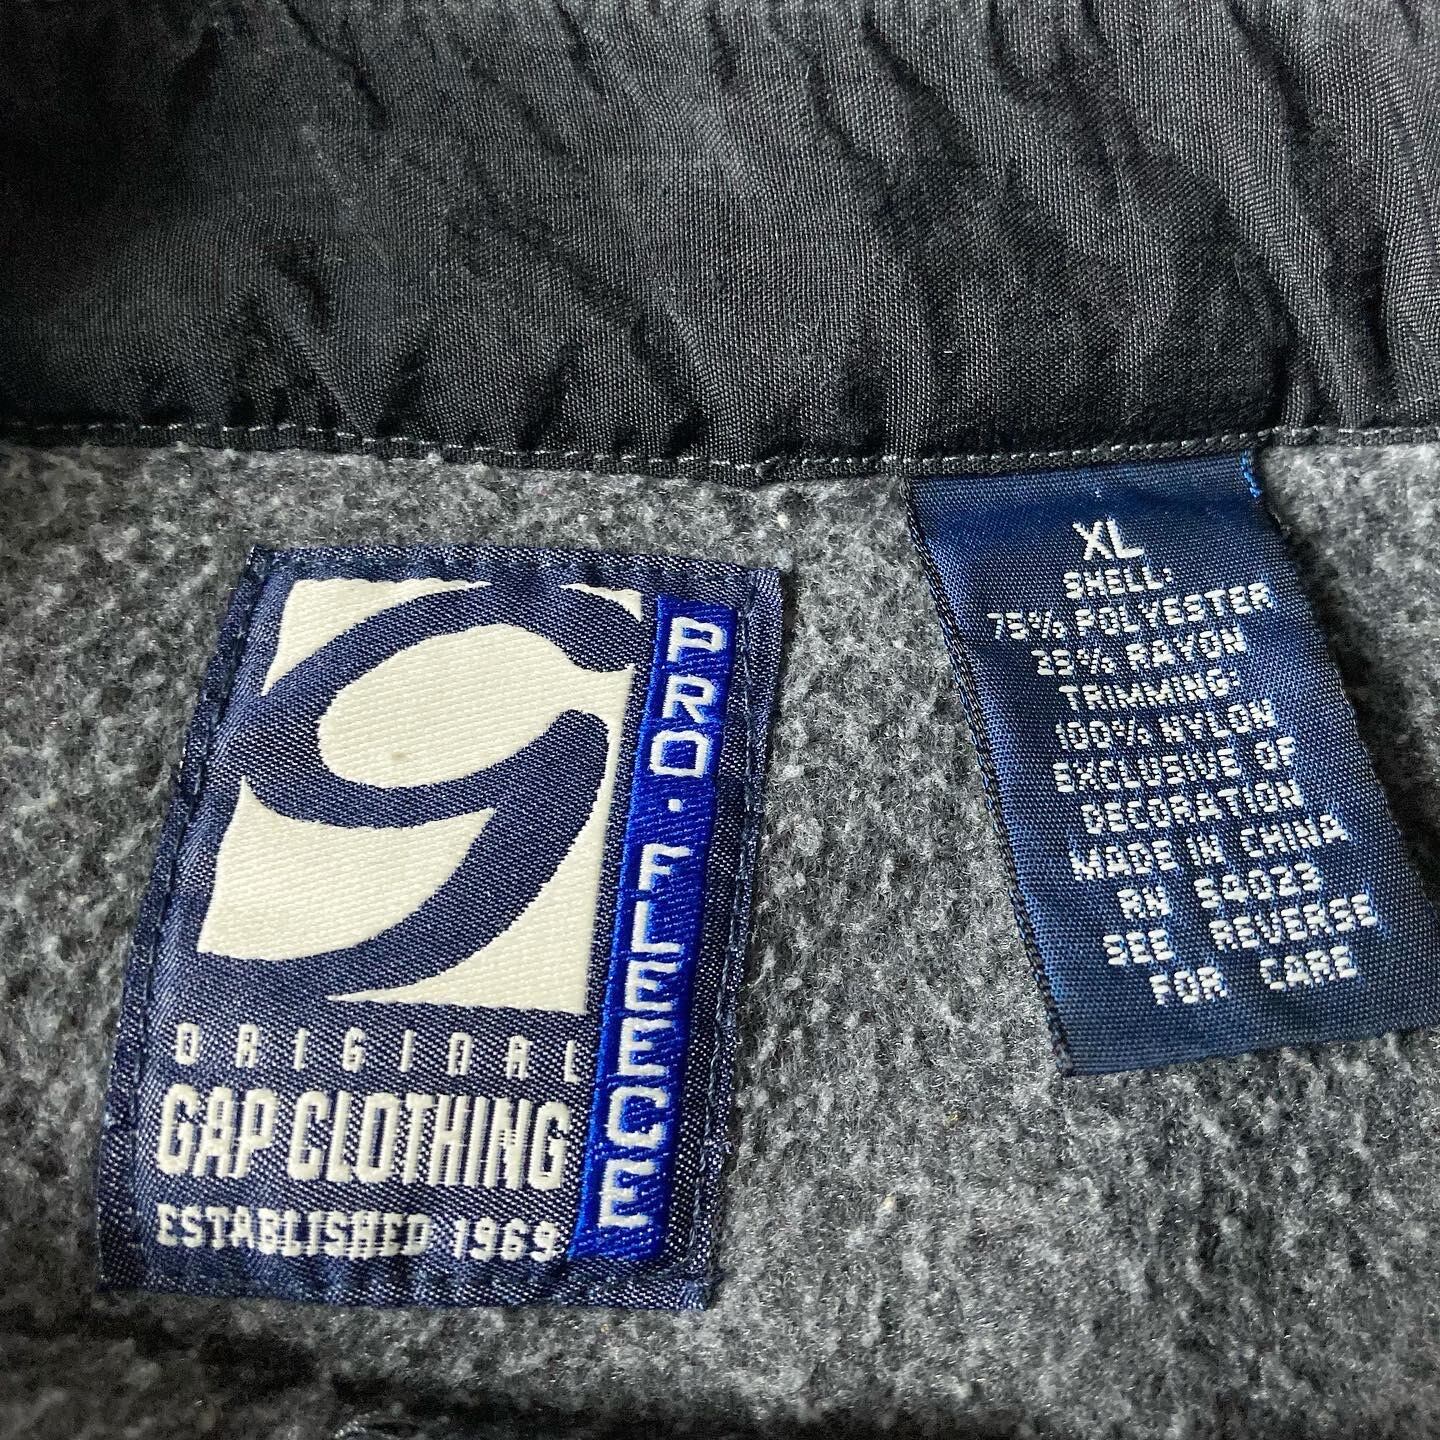 g
PRO·FLEECE
ORIGINAL
GAP CLOTHING
ESTABLISHED 1969
XL
SHELL:
75% POLYESTER
25% RAYON
TRIMMING:
100% NYLON
EXCLUSIVE OF
DECORATION
MADE IN CHINA
RN 54023
SEE REVERSE
FOR CARE